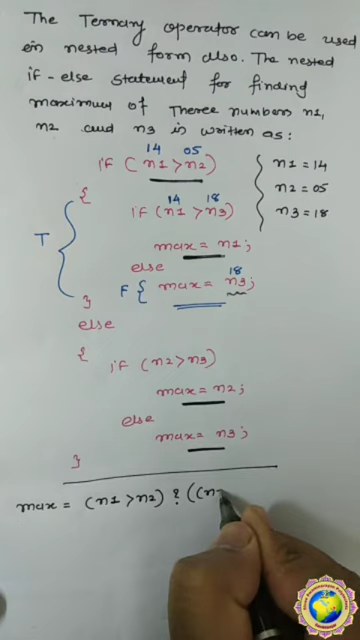 The Ternary operator can be used
in nested form also. The nested
if-else statement for finding
maximum of Theree numbers n1,
n2 and n3 is written as:
14 05
if (n1 > n2)
n1 = 14
{
n2 = 05
14 18
if (n1 > n3)
n3 = 18
max = n1;
T
else
18
F { max = n3;
}
else
{
if (n2 > n3)
max = n2;
else
max = n3;
}
max = (n1 > n2) ? ((n